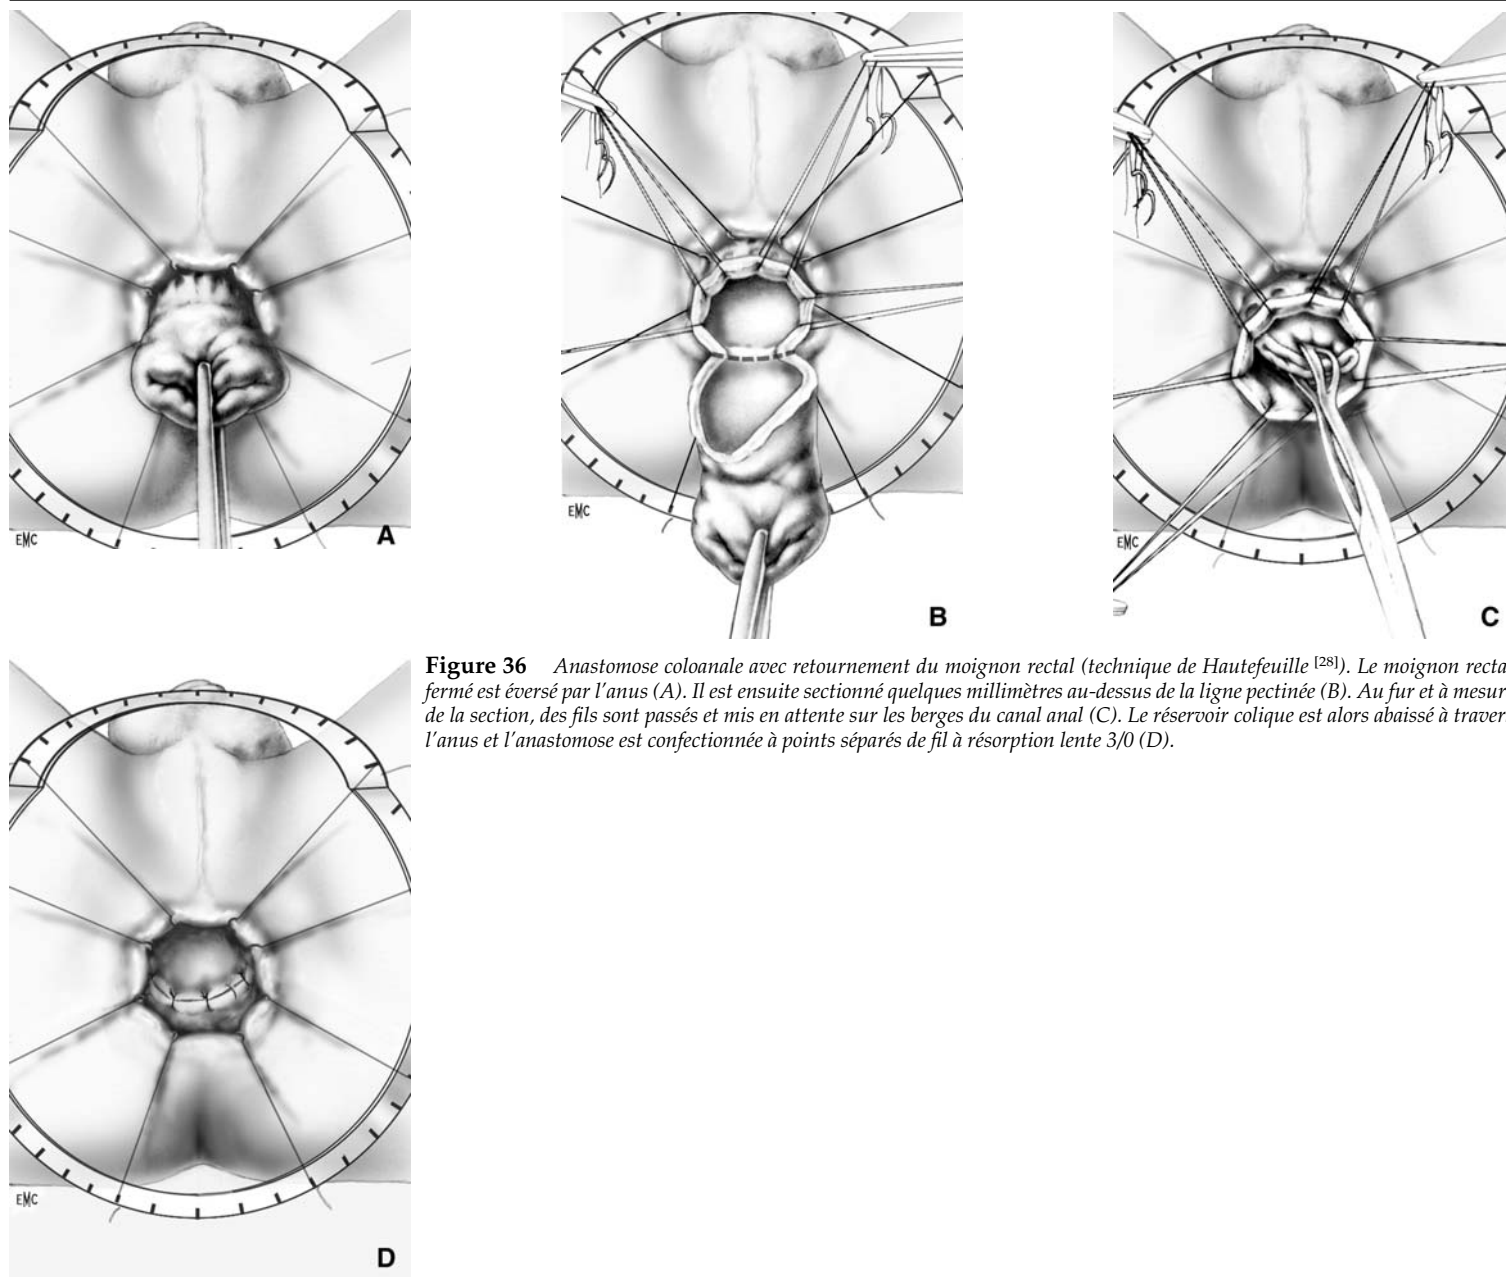 EMC
A
EMC
B
EMC
C
Figure 36 Anastomose coloanale avec retournement du moignon rectal (technique de Hautefeuille [28]). Le moignon recta
fermé est éversé par l'anus (A). Il est ensuite sectionné quelques millimètres au-dessus de la ligne pectinée (B). Au fur et à mesur
de la section, des fils sont passés et mis en attente sur les berges du canal anal (C). Le réservoir colique est alors abaissé à traver
l'anus et l'anastomose est confectionnée à points séparés de fil à résorption lente 3/0 (D).
EMC
D